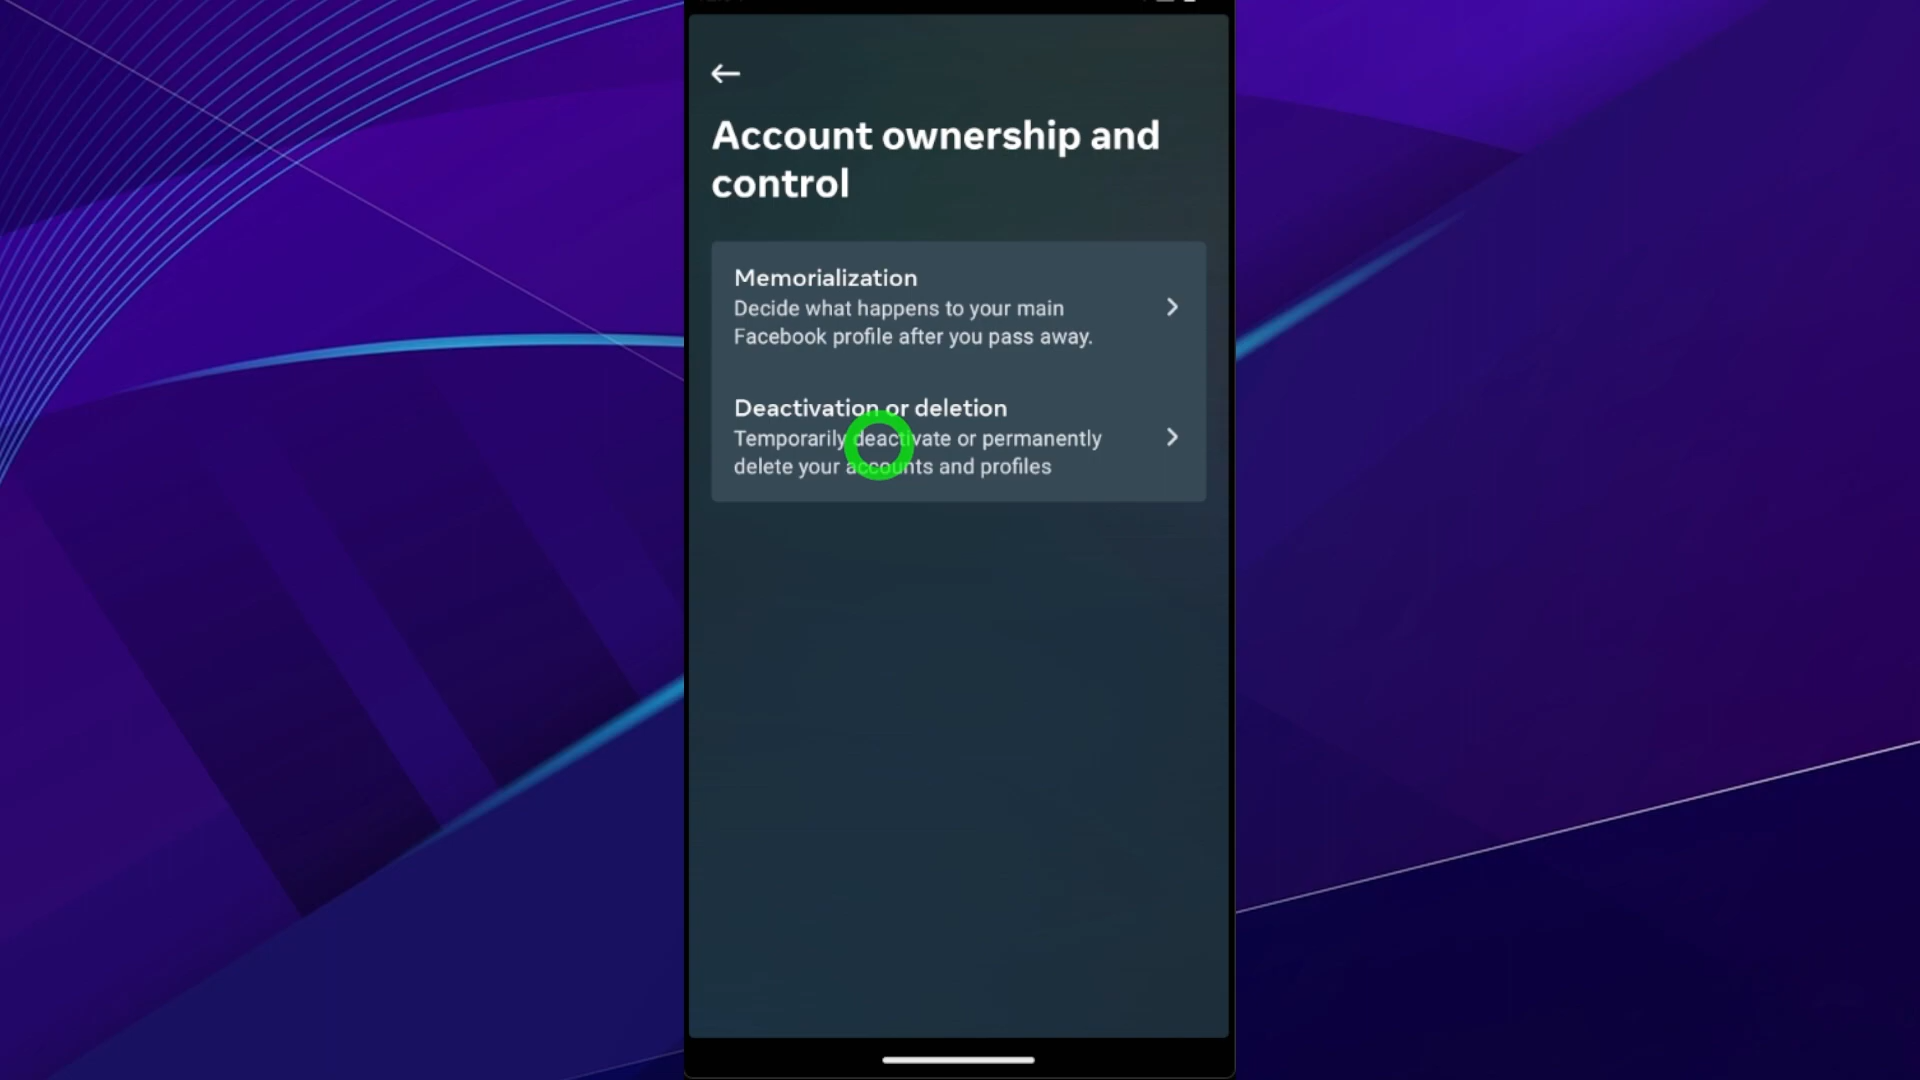 Account ownership and
control
Memorialization
Decide what happens to your main
Facebook profile after you pass away.
Deactivation or deletion
Temporarily deactivate or permanently
delete your accounts and profiles